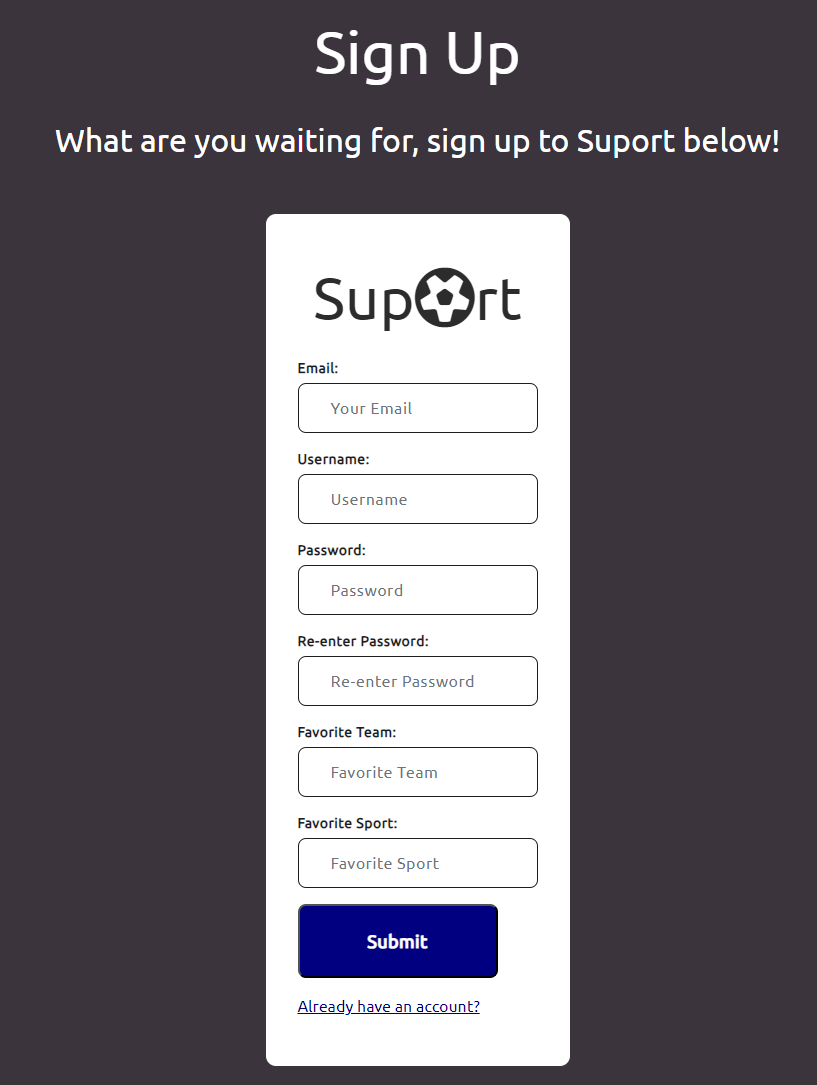 Sign Up
What are you waiting for, sign up to Suport below!
Suport
Email:
Your Email
Username:
Username
Password:
Password
Re-enter Password:
Re-enter Password
Favorite Team:
Favorite Team
Favorite Sport:
Favorite Sport
Submit
Already have an account?